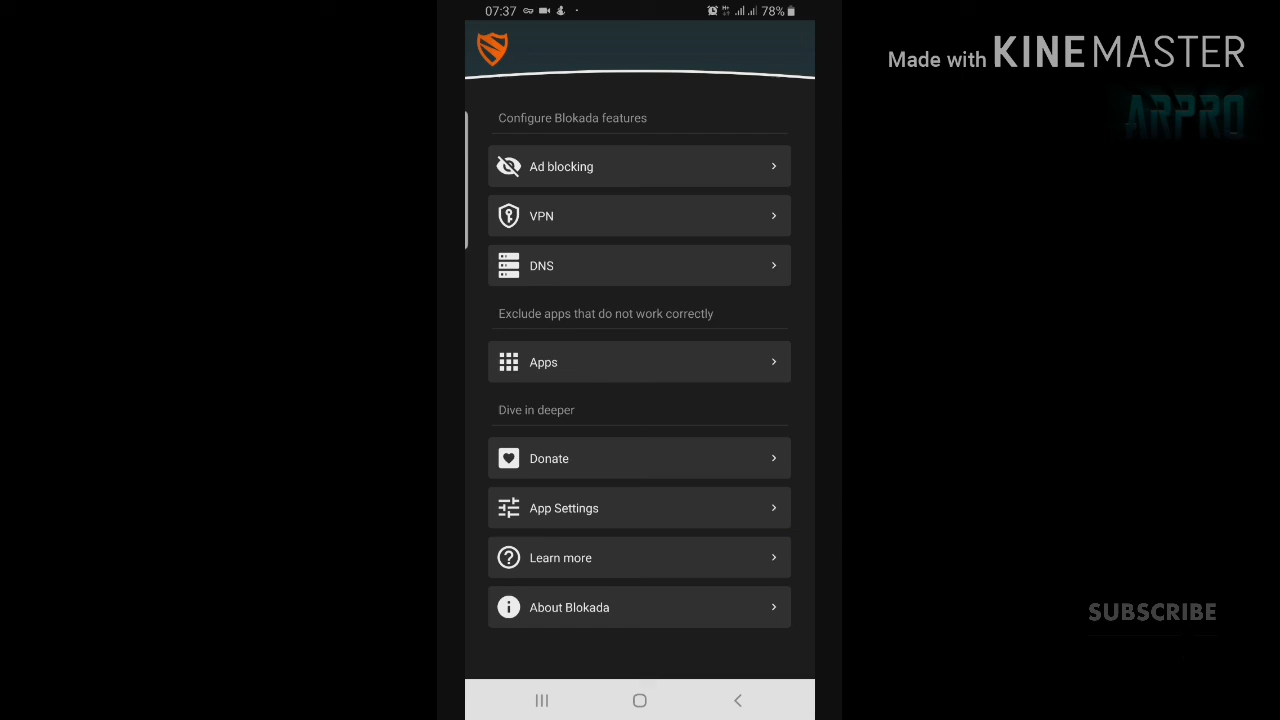 07:37
78%
Made with KINEMASTER
ARPRO
Configure Blokada features
Ad blocking
VPN
DNS
Exclude apps that do not work correctly
Apps
Dive in deeper
Donate
App Settings
Learn more
About Blokada
SUBSCRIBE